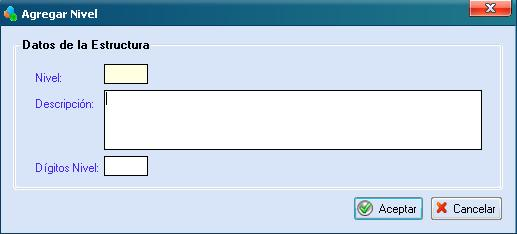 Agregar Nivel
Datos de la Estructura
Nivel:
Descripción:
Dígitos Nivel:
Aceptar
Cancelar